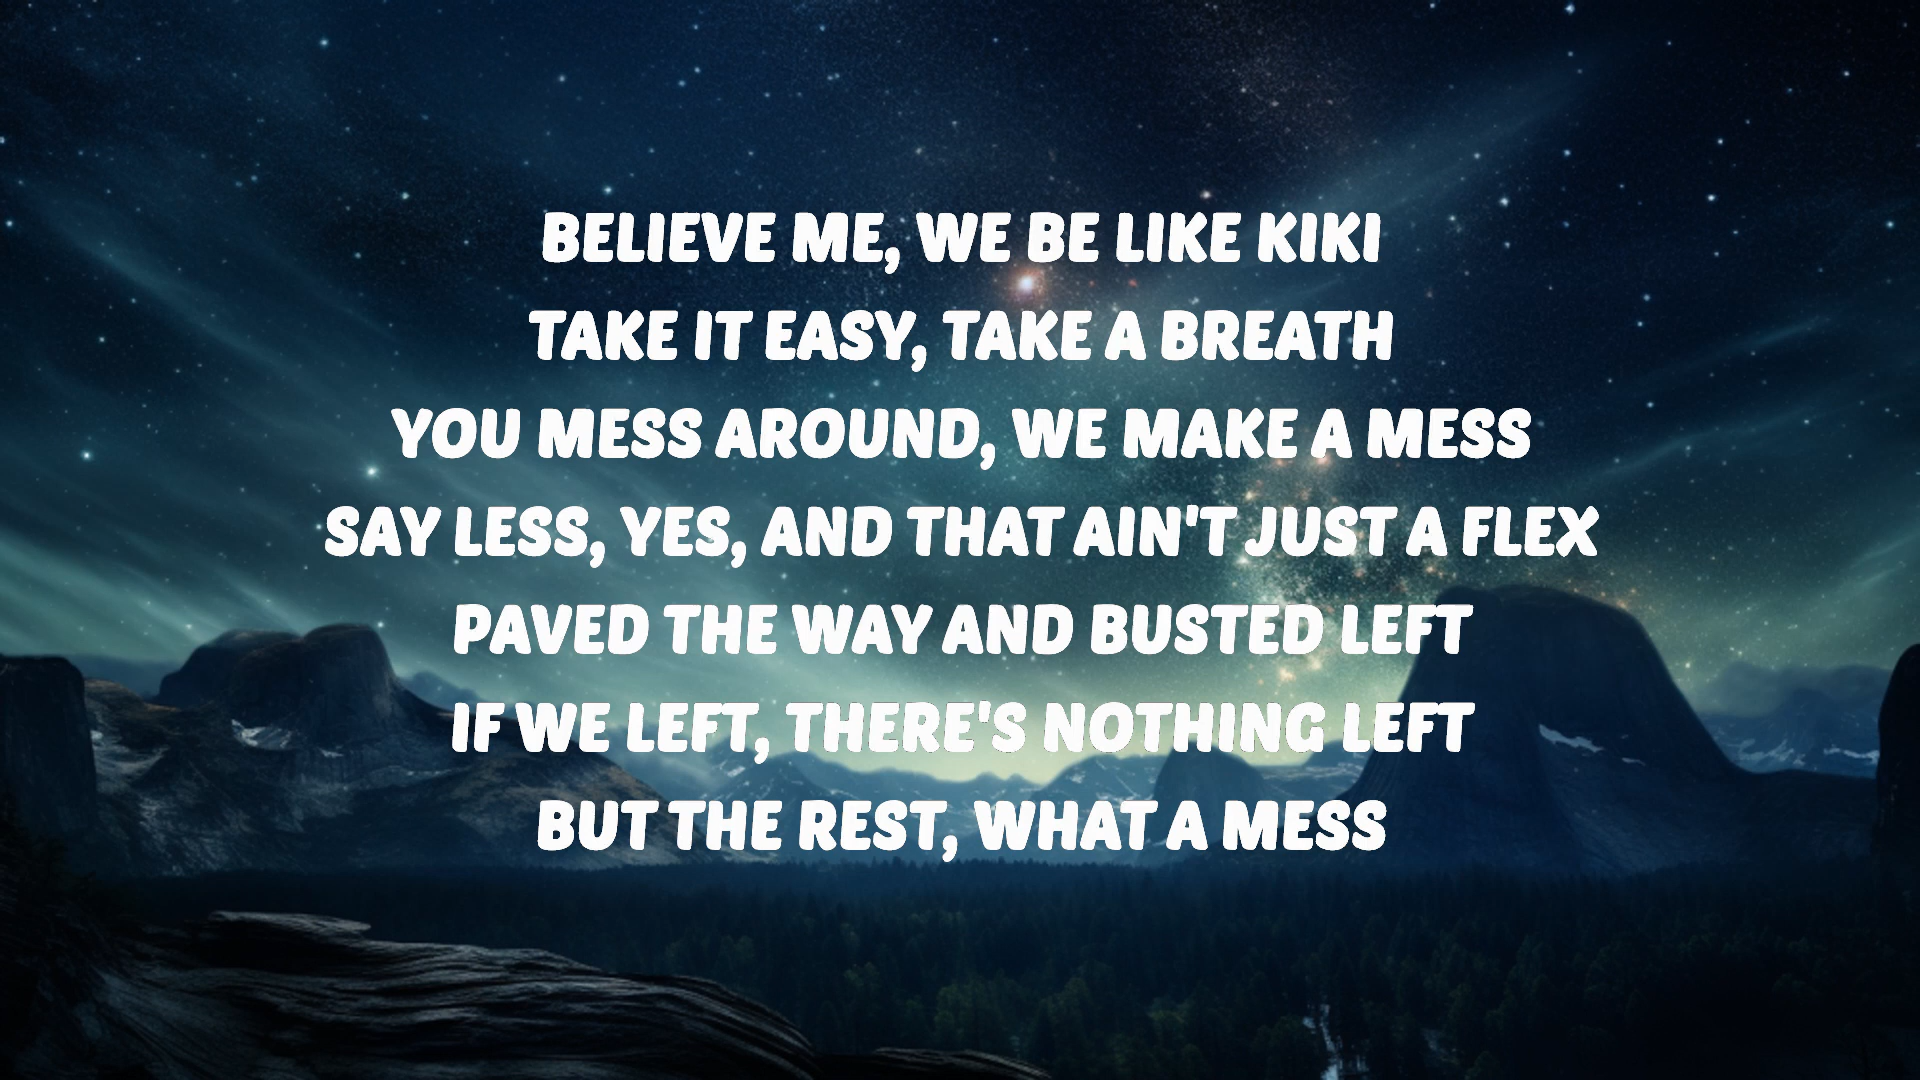 BELIEVE ME, WE BE LIKE KIKI
TAKE IT EASY, TAKE A BREATH
YOU MESS AROUND, WE MAKE A MESS
SAY LESS, YES, AND THAT AIN'T JUST A FLEX
PAVED THE WAY AND BUSTED LEFT
IF WE LEFT, THERE'S NOTHING LEFT
BUT THE REST, WHAT A MESS